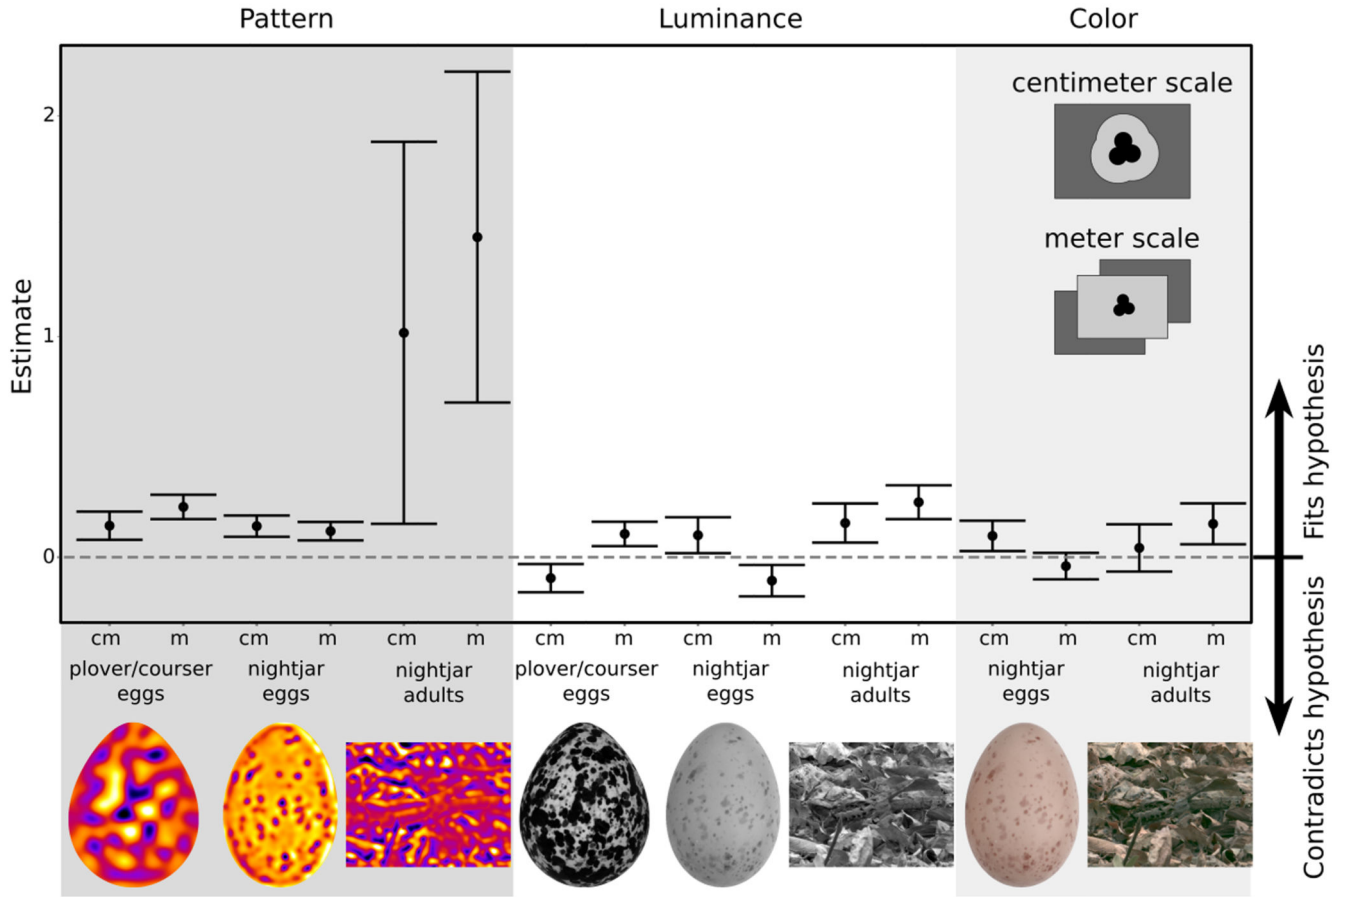 Pattern
Luminance
Color
centimeter scale
meter scale
Estimate
2
1
0
Fits hypothesis
Contradicts hypothesis
cm m cm m cm m cm m cm m cm m cm m cm m
plover/courser nightjar nightjar plover/courser nightjar nightjar nightjar nightjar
eggs eggs adults eggs eggs adults eggs adults